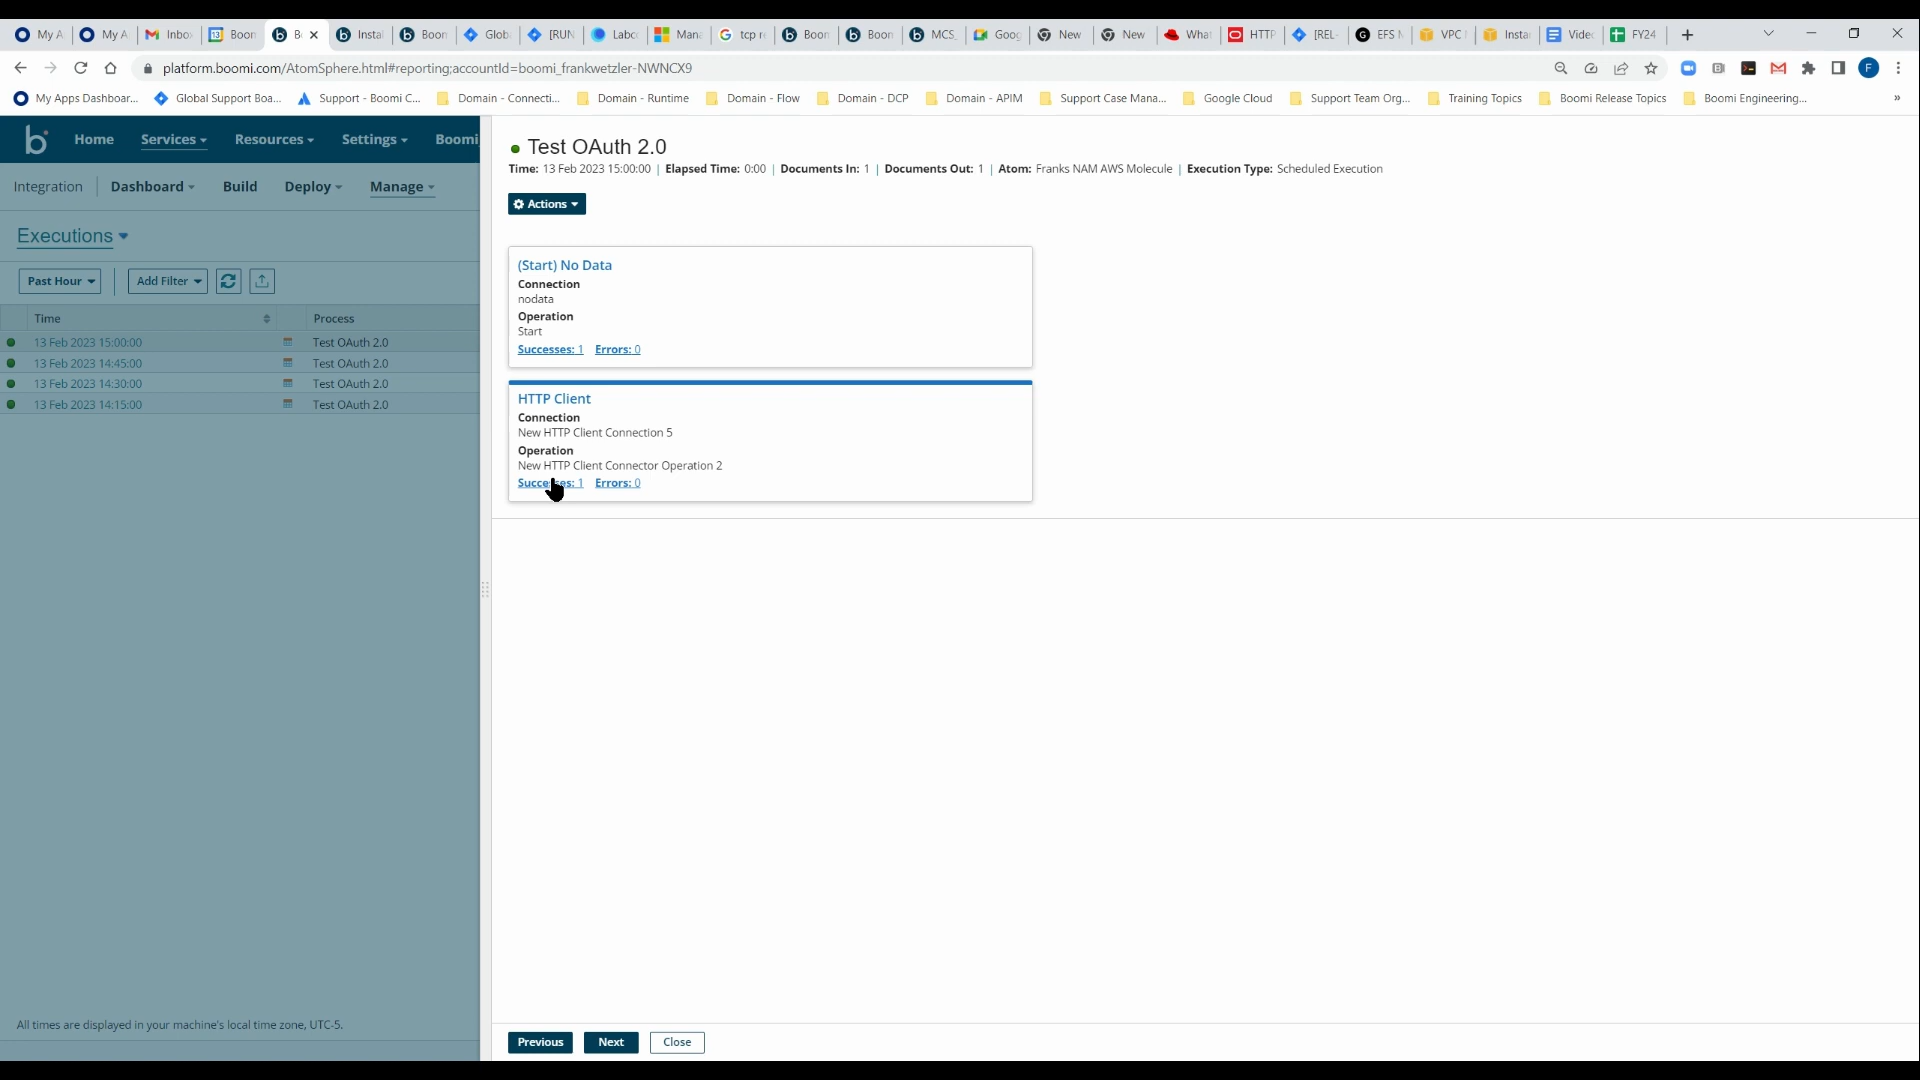 My A
My A
Inbo
Boom
B
Insta
Boom
Glob
[RUN
Labc
Mana
tcp re
Boom
Boom
MCS_
Goog
New
New
What
HTTP
[REL-
EFS M
VPC
Insta
Video
FY24
platform.boomi.com/AtomSphere.html#reporting;accountId=boomi_frankwetzler-NWNCX9
F
My Apps Dashboar...
Global Support Boa...
Support - Boomi C...
Domain - Connecti...
Domain - Runtime
Domain - Flow
Domain - DCP
Domain - APIM
Support Case Mana...
Google Cloud
Support Team Org...
Training Topics
Boomi Release Topics
Boomi Engineering...
»
b Home Services Resources Settings Boomi
Integration Dashboard Build Deploy Manage
Executions
Past Hour Add Filter
Time Process
13 Feb 2023 15:00:00 Test OAuth 2.0
13 Feb 2023 14:45:00 Test OAuth 2.0
13 Feb 2023 14:30:00 Test OAuth 2.0
13 Feb 2023 14:15:00 Test OAuth 2.0
All times are displayed in your machine's local time zone, UTC-5.
Test OAuth 2.0
Time: 13 Feb 2023 15:00:00 | Elapsed Time: 0:00 | Documents In: 1 | Documents Out: 1 | Atom: Franks NAM AWS Molecule | Execution Type: Scheduled Execution
Actions
(Start) No Data
Connection
nodata
Operation
Start
Successes: 1 Errors: 0
HTTP Client
Connection
New HTTP Client Connection 5
Operation
New HTTP Client Connector Operation 2
Successes: 1 Errors: 0
Previous Next Close